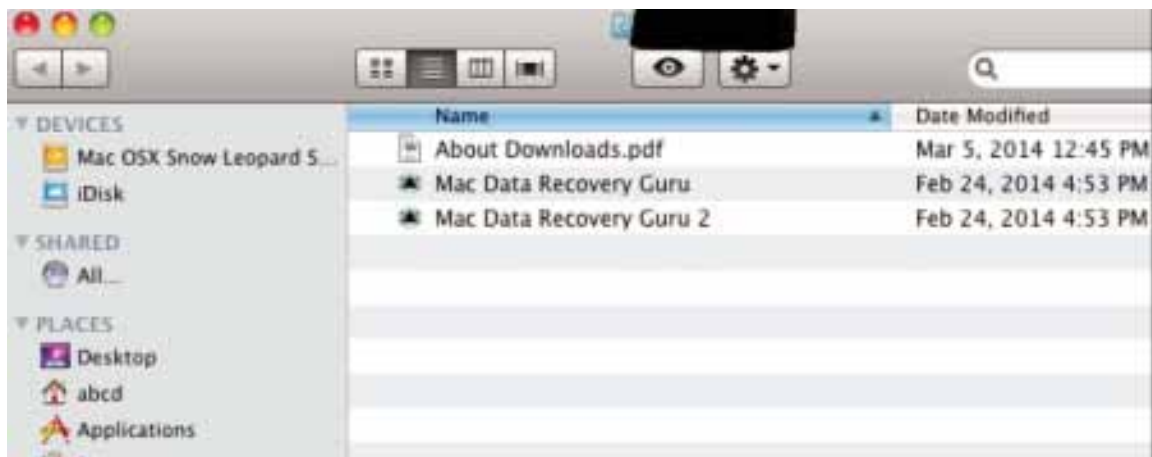 Name
Date Modified
DEVICES
Mac OSX Snow Leopard S...
iDisk
SHARED
All...
PLACES
Desktop
abcd
Applications
About Downloads.pdf
Mar 5, 2014 12:45 PM
Mac Data Recovery Guru
Feb 24, 2014 4:53 PM
Mac Data Recovery Guru 2
Feb 24, 2014 4:53 PM